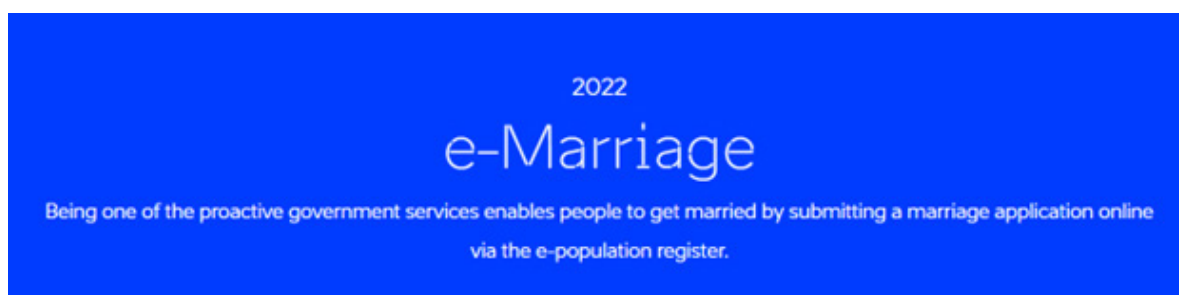 2022
e-Marriage
Being one of the proactive government services enables people to get married by submitting a marriage application online
via the e-population register.